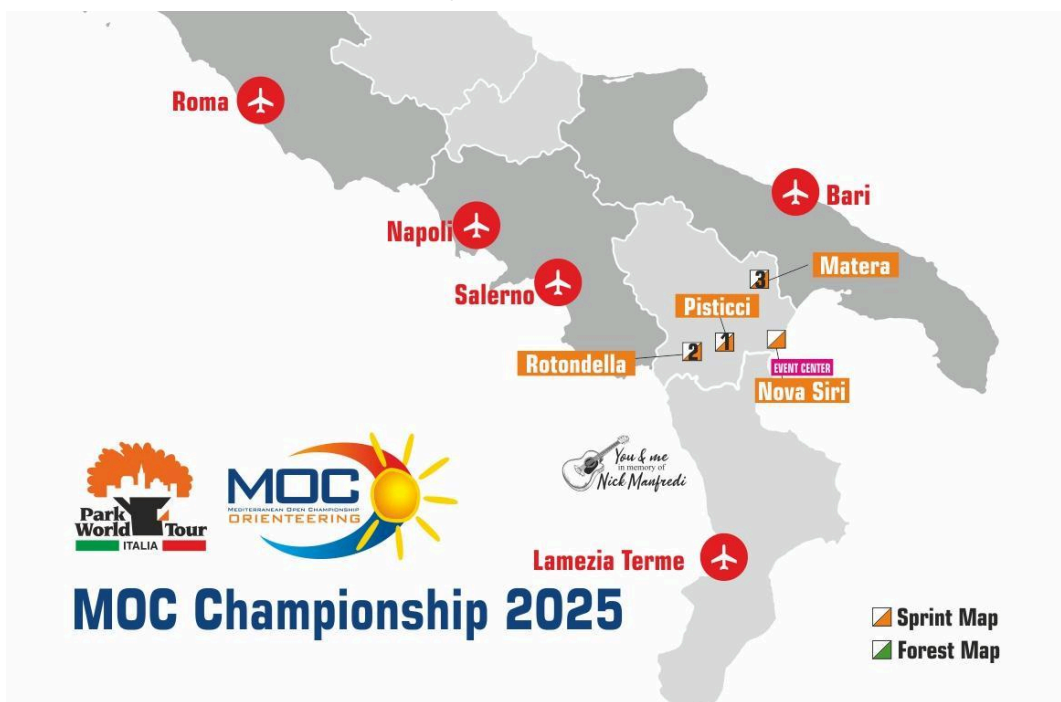 Roma
Bari
Napoli
Matera
3
Salerno
Pisticci
1
2
Rotondella
EVENT CENTER
Nova Siri
You & me
in memory of
Nick Manfredi
Park
World Tour
ITALIA
MOC
MEDITERRANEAN OPEN CHAMPIONSHIP
ORIENTEERING
Lamezia Terme
MOC Championship 2025
Sprint Map
Forest Map